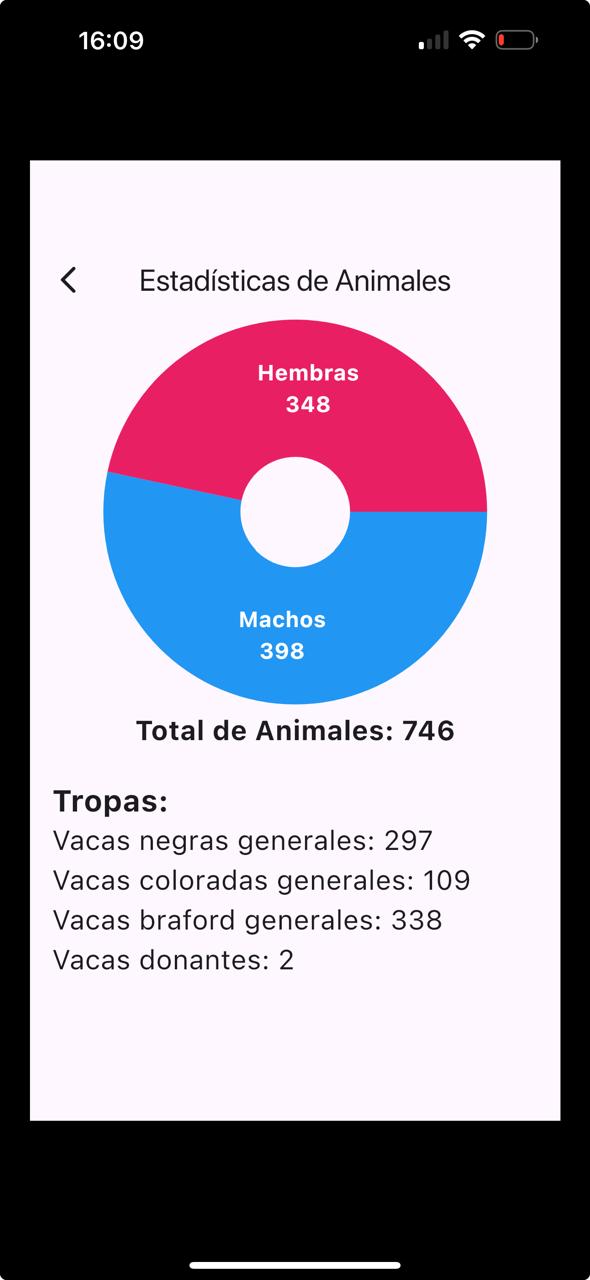 16:09
Estadísticas de Animales
Hembras
348
Machos
398
Total de Animales: 746
Tropas:
Vacas negras generales: 297
Vacas coloradas generales: 109
Vacas braford generales: 338
Vacas donantes: 2